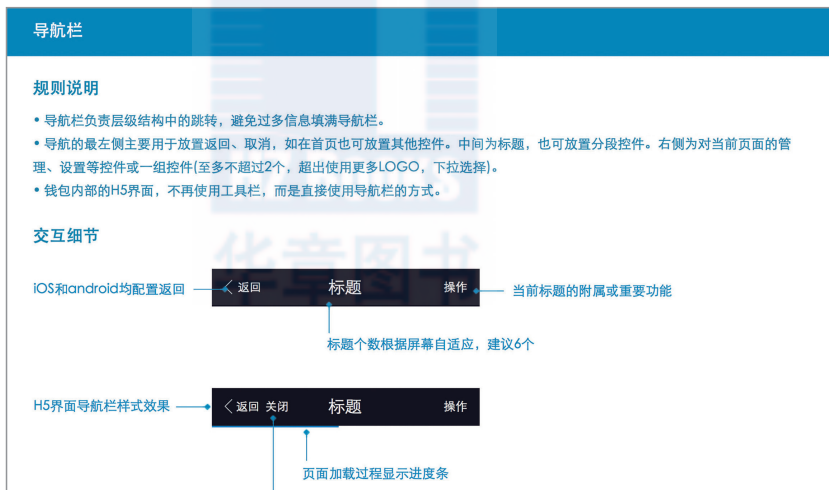 导航栏
规则说明
• 导航栏负责层级结构中的跳转，避免过多信息填满导航栏。
• 导航的最左侧主要用于放置返回、取消，如在首页也可放置其他控件。中间为标题，也可放置分段控件。右侧为对当前页面的管
理、设置等控件或一组控件(至多不超过2个，超出使用更多LOGO，下拉选择)。
• 钱包内部的H5界面，不再使用工具栏，而是直接使用导航栏的方式。
华章图书
交互细节
iOS和android均配置返回
返回 标题 操作
当前标题的附属或重要功能
标题个数根据屏幕自适应，建议6个
H5界面导航栏样式效果
返回 关闭 标题 操作
页面加载过程显示进度条